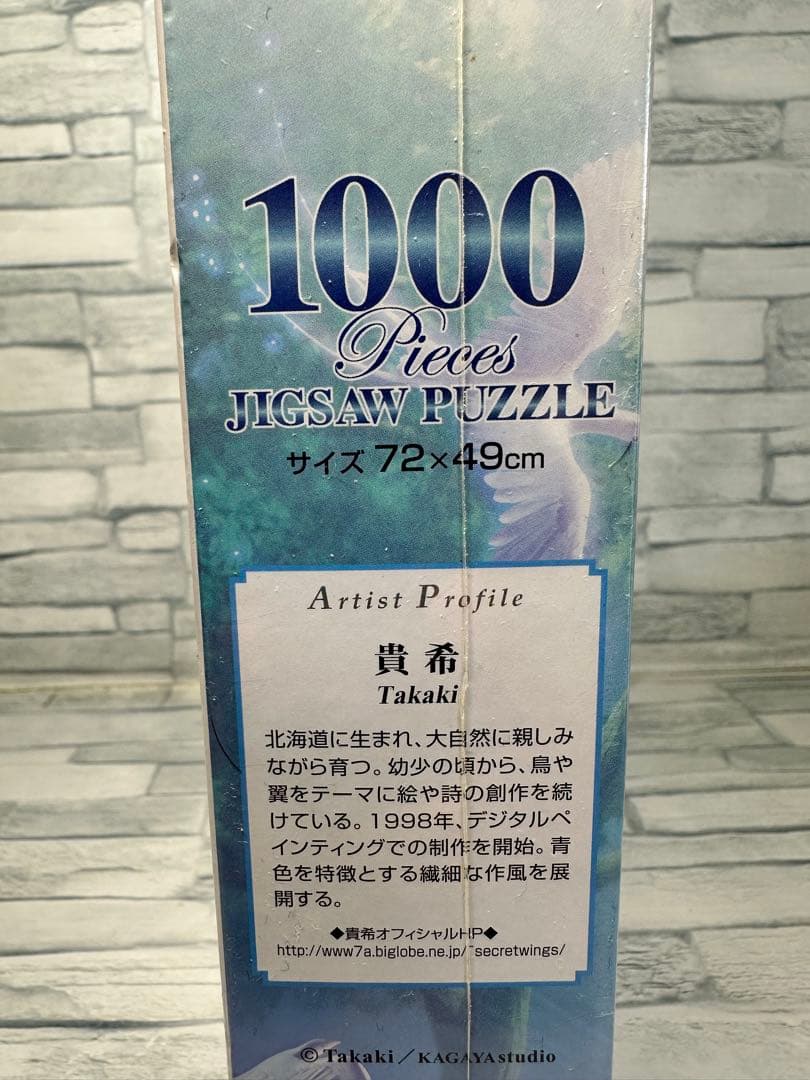 1000
Pieces
JIGSAW PUZZLE
サイズ 72×49cm
Artist Profile
貴希
Takaki
北海道に生まれ、大自然に親しみ
ながら育つ。幼少の頃から、鳥や
翼をテーマに絵や詩の創作を続
けている。1998年、デジタルペ
インティングでの制作を開始。青
色を特徴とする繊細な作風を展
開する。
◆貴希オフィシャルHP◆
http://www7a.biglobe.ne.jp/~secretwings/
© Takaki／KAGAYAstudio